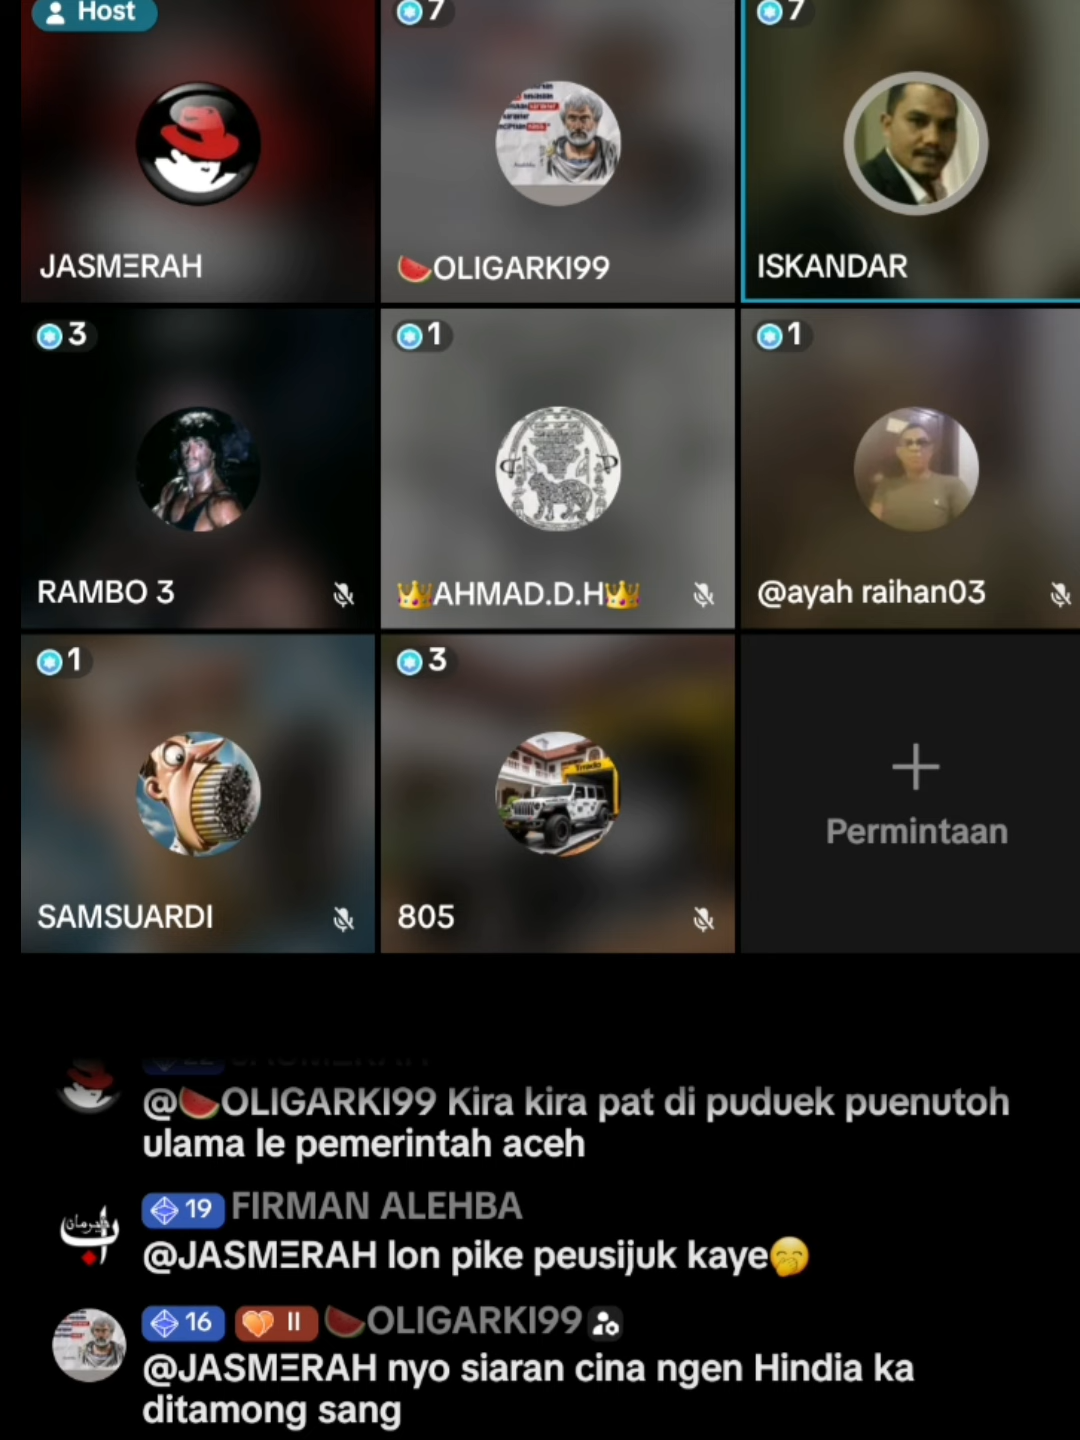 Host
7
7
JASMΞRAH
🍉OLIGARKI99
ISKANDAR
3
1
1
RAMBO 3
👑AHMAD.D.H👑
@ayah raihan03
1
3
SAMSUARDI
805
Permintaan
@🍉OLIGARKI99 Kira kira pat di puduek puenutoh
ulama le pemerintah aceh
19 FIRMAN ALEHBA
@JASMΞRAH lon pike peusijuk kaye🤭
16 II 🍉OLIGARKI99
@JASMΞRAH nyo siaran cina ngen Hindia ka
ditamong sang